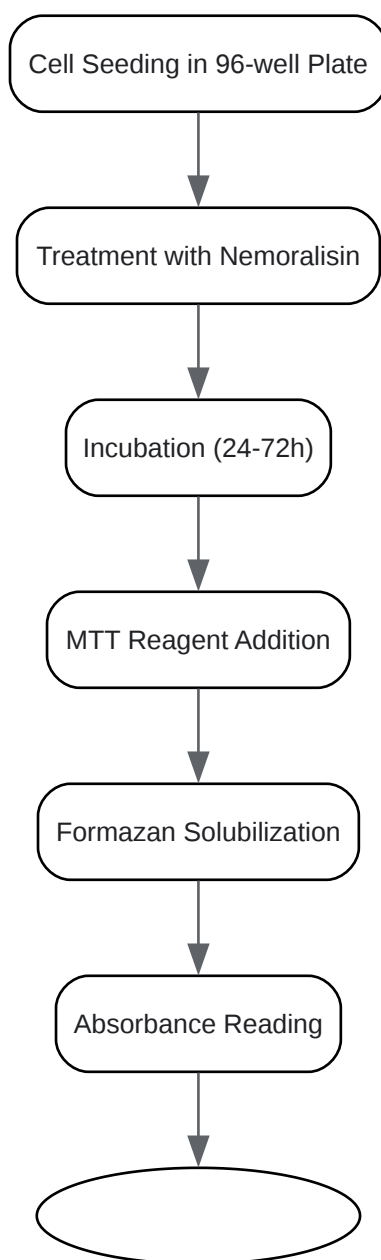 Cell Seeding in 96-well Plate
Treatment with Nemoralisin
Incubation (24-72h)
MTT Reagent Addition
Formazan Solubilization
Absorbance Reading